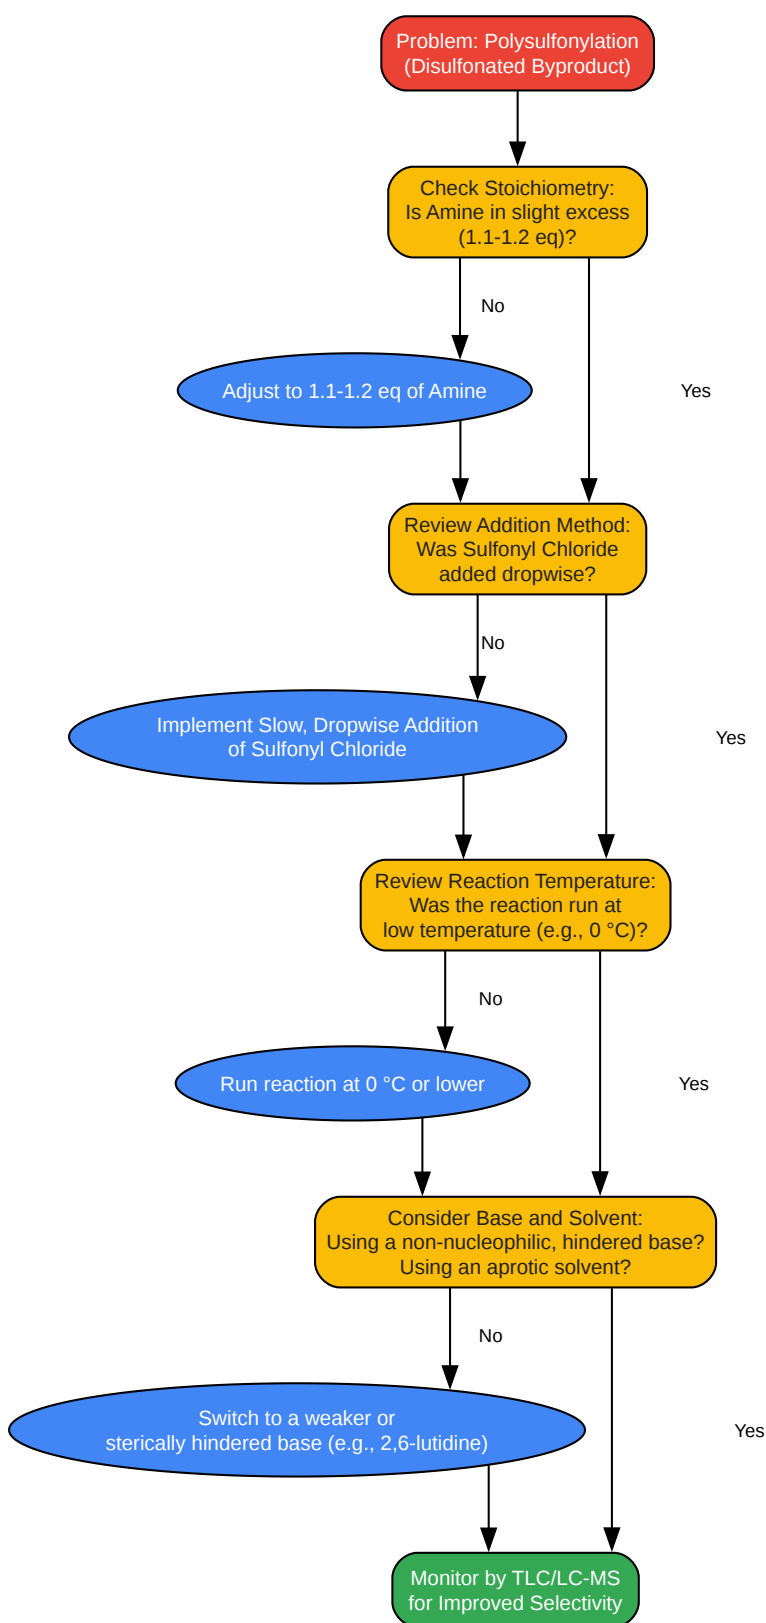 Problem: Polysulfonylation
(Disulfonated Byproduct)
Check Stoichiometry:
Is Amine in slight excess
(1.1-1.2 eq)?
No
Adjust to 1.1-1.2 eq of Amine
Yes
Review Addition Method:
Was Sulfonyl Chloride
added dropwise?
No
Implement Slow, Dropwise Addition
of Sulfonyl Chloride
Yes
Review Reaction Temperature:
Was the reaction run at
low temperature (e.g., 0 °C)?
No
Run reaction at 0 °C or lower
Yes
Consider Base and Solvent:
Using a non-nucleophilic, hindered base?
Using an aprotic solvent?
No
Switch to a weaker or
sterically hindered base (e.g., 2,6-lutidine)
Yes
Monitor by TLC/LC-MS
for Improved Selectivity